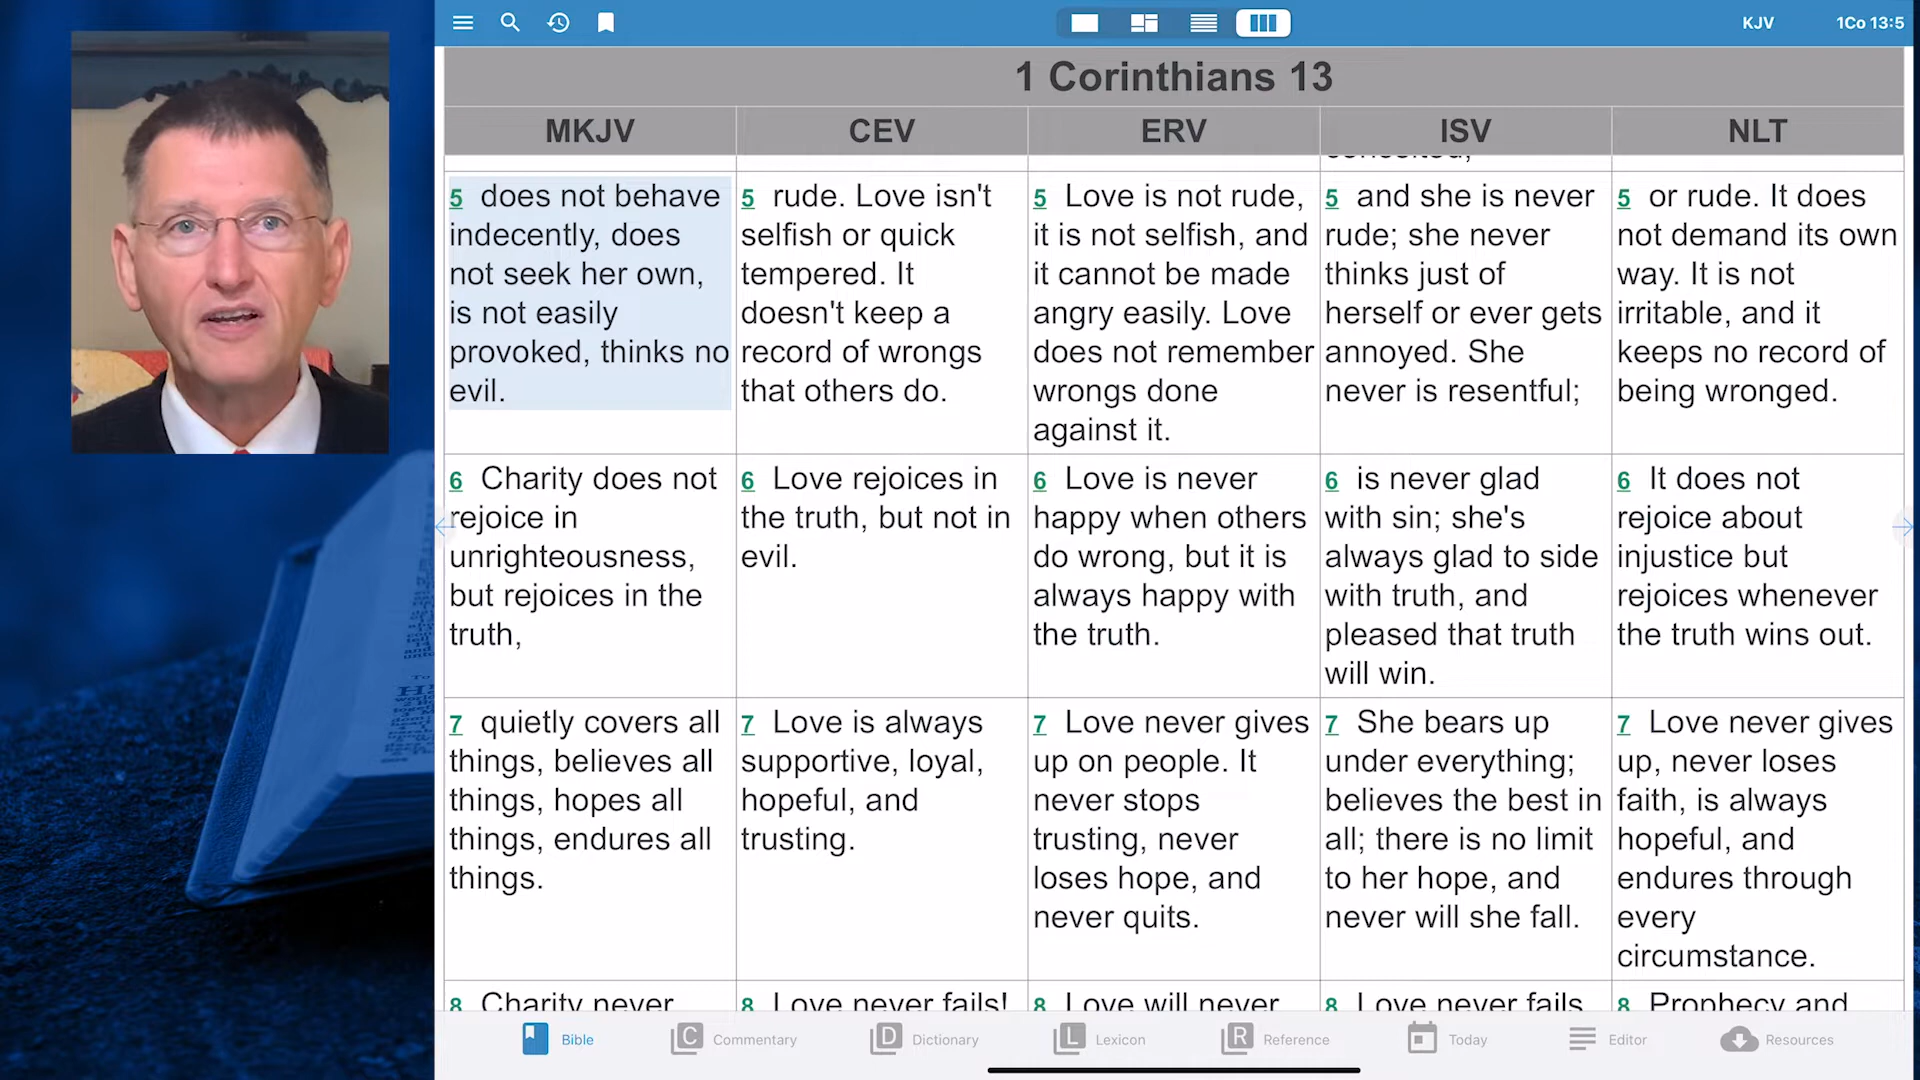 KJV
1Co 13:5
1 Corinthians 13
MKJV
CEV
ERV
ISV
NLT
5 does not behave
indecently, does
not seek her own,
is not easily
provoked, thinks no
evil.
5 rude. Love isn't
selfish or quick
tempered. It
doesn't keep a
record of wrongs
that others do.
5 Love is not rude,
it is not selfish, and
it cannot be made
angry easily. Love
does not remember
wrongs done
against it.
conceited;
5 and she is never
rude; she never
thinks just of
herself or ever gets
annoyed. She
never is resentful;
5 or rude. It does
not demand its own
way. It is not
irritable, and it
keeps no record of
being wronged.
6 Charity does not
rejoice in
unrighteousness,
but rejoices in the
truth,
6 Love rejoices in
the truth, but not in
evil.
6 Love is never
happy when others
do wrong, but it is
always happy with
the truth.
6 is never glad
with sin; she's
always glad to side
with truth, and
pleased that truth
will win.
6 It does not
rejoice about
injustice but
rejoices whenever
the truth wins out.
7 quietly covers all
things, believes all
things, hopes all
things, endures all
things.
7 Love is always
supportive, loyal,
hopeful, and
trusting.
7 Love never gives
up on people. It
never stops
trusting, never
loses hope, and
never quits.
7 She bears up
under everything;
believes the best in
all; there is no limit
to her hope, and
never will she fall.
7 Love never gives
up, never loses
faith, is always
hopeful, and
endures through
every
circumstance.
8 Charity never
8 Love never fails!
8 Love will never
8 Love never fails
8 Prophecy and
Bible
C Commentary
D Dictionary
L Lexicon
R Reference
Today
Editor
Resources